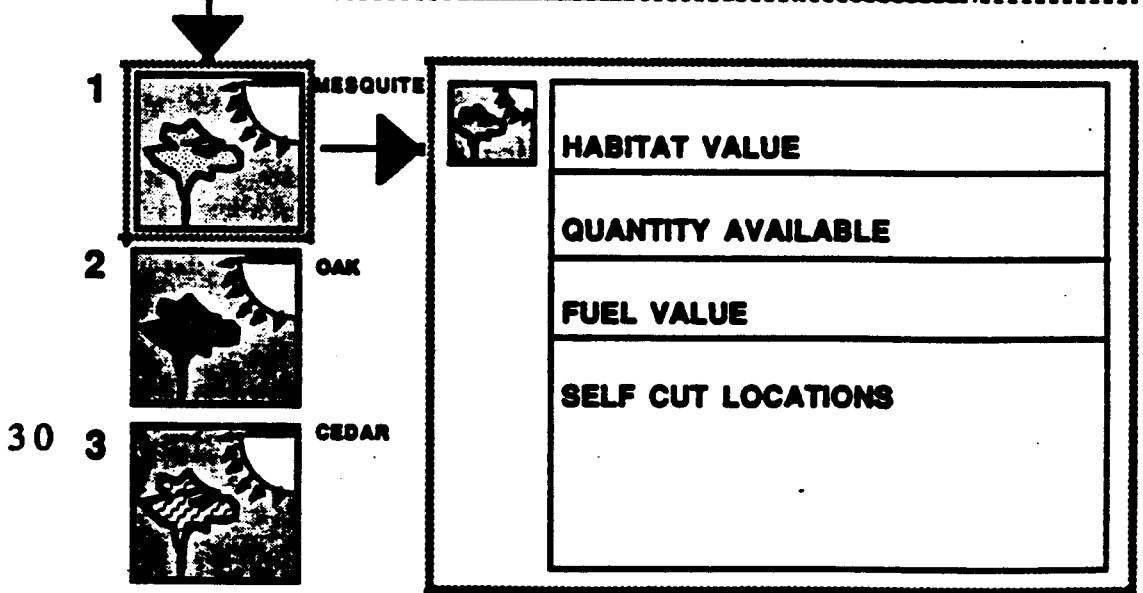 1 MESQUITE
HABITAT VALUE
QUANTITY AVAILABLE
2 OAK
FUEL VALUE
SELF CUT LOCATIONS
30 3 CEDAR